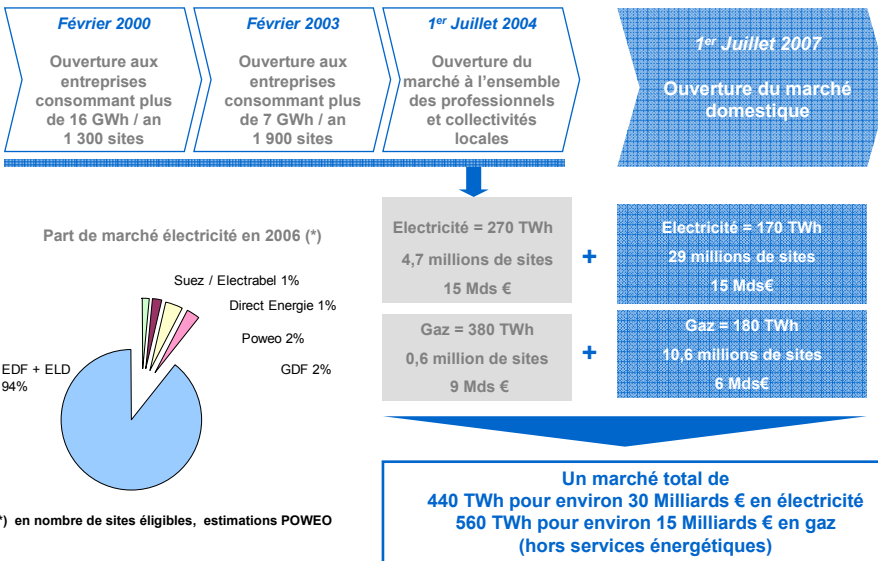 Février 2000
Ouverture aux
entreprises
consommant plus
de 16 GWh / an
1 300 sites
Février 2003
Ouverture aux
entreprises
consommant plus
de 7 GWh / an
1 900 sites
1er Juillet 2004
Ouverture du
marché à l'ensemble
des professionnels
et collectivités
locales
1er Juillet 2007
Ouverture du marché
domestique
Part de marché électricité en 2006 (*)
Suez / Electrabel 1%
Direct Energie 1%
Poweo 2%
GDF 2%
EDF + ELD
94%
*) en nombre de sites éligibles, estimations POWEO
Electricité = 270 TWh
4,7 millions de sites
15 Mds €
+
Electricité = 170 TWh
29 millions de sites
15 Mds€
Gaz = 380 TWh
0,6 million de sites
9 Mds €
+
Gaz = 180 TWh
10,6 millions de sites
6 Mds€
Un marché total de
440 TWh pour environ 30 Milliards € en électricité
560 TWh pour environ 15 Milliards € en gaz
(hors services énergétiques)